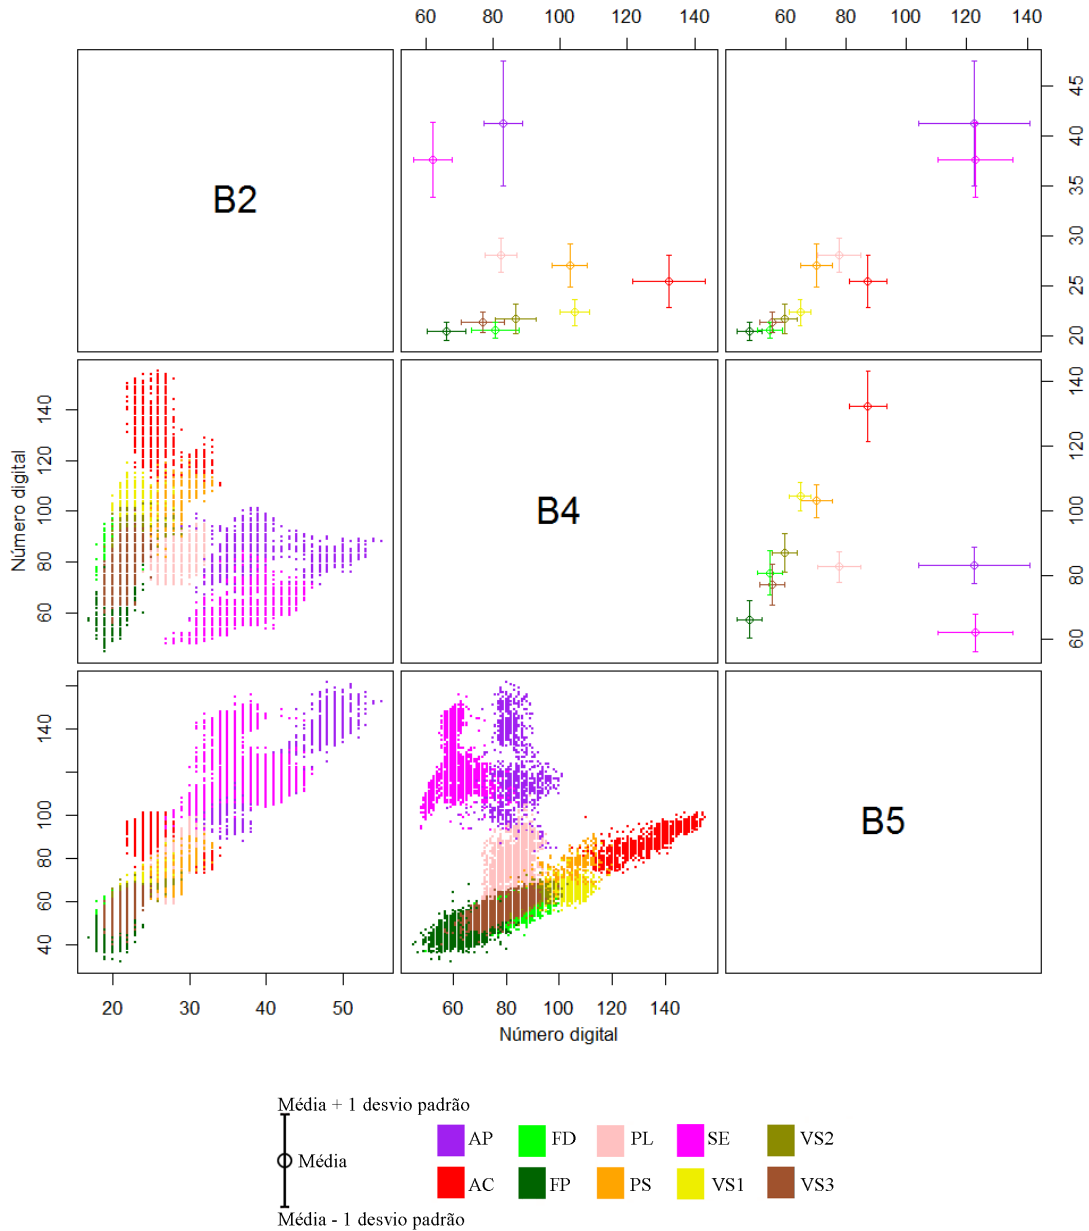 60 80 100 120 140 60 80 100 120 140
B2
45
40
35
30
25
20
Número digital
140
120
100
80
60
B4
140
120
100
80
60
140
120
100
80
60
40
B5
20 30 40 50 60 80 100 120 140
Número digital
Média + 1 desvio padrão
Média
Média - 1 desvio padrão
AP FD PL SE VS2
AC FP PS VS1 VS3